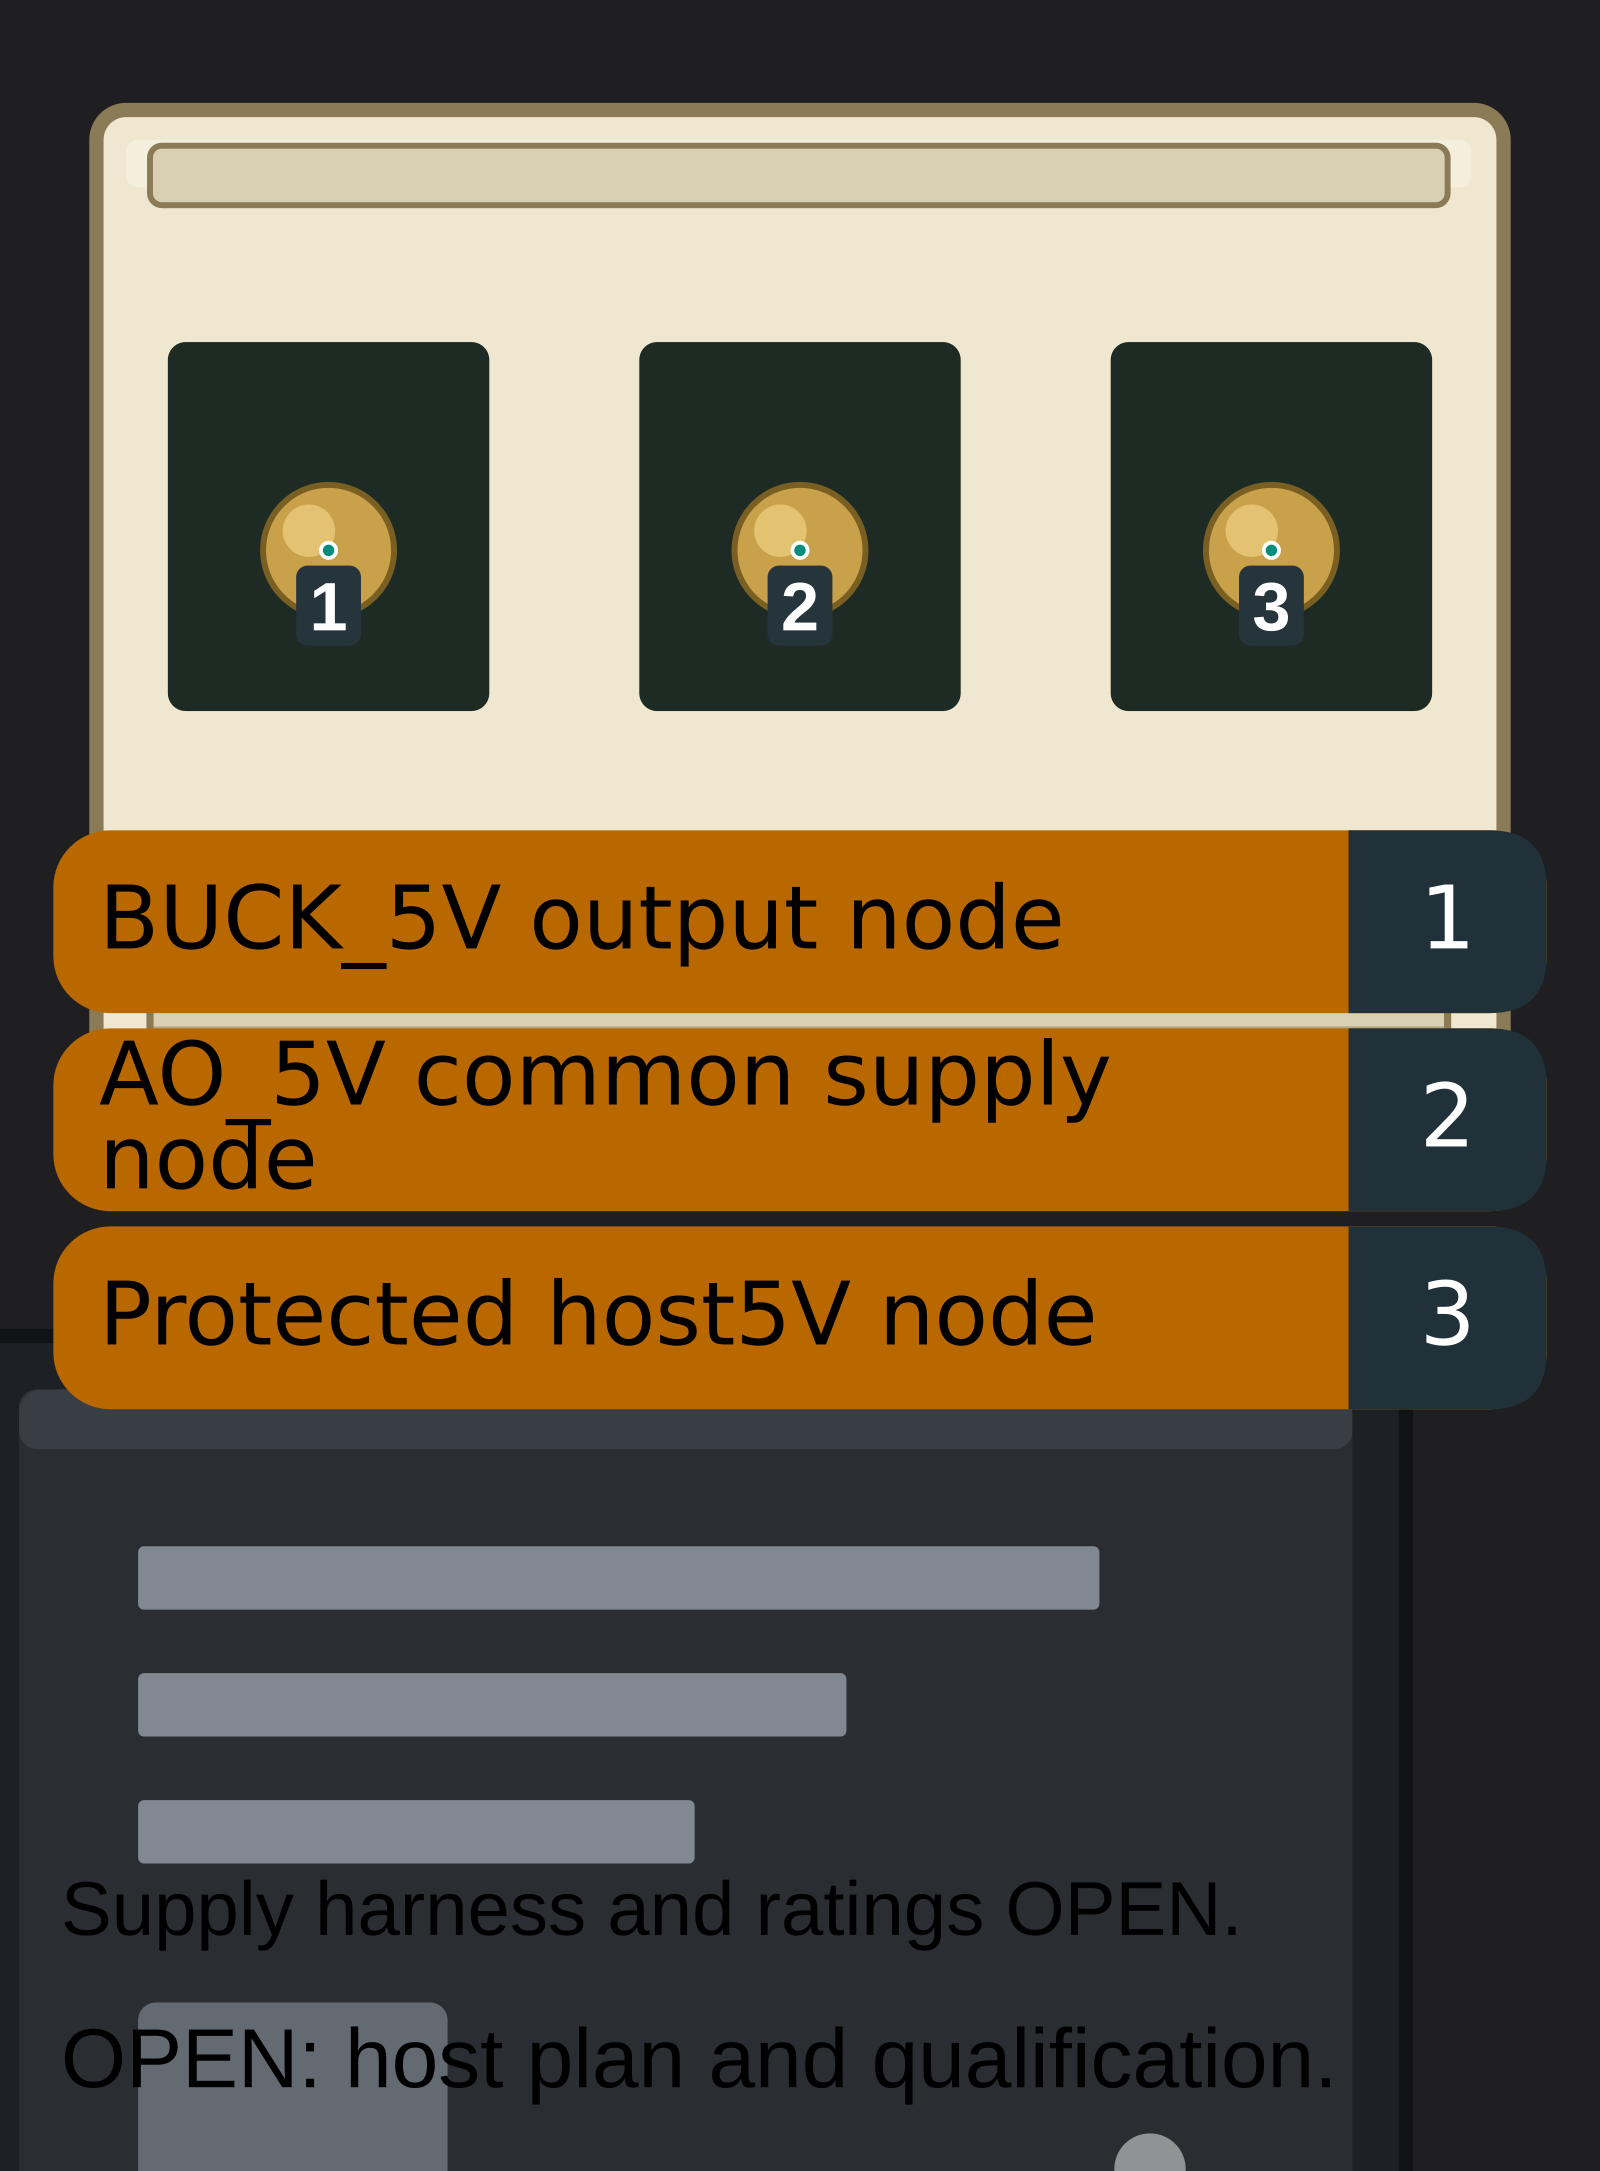 1 2 3
BUCK_5V output node 1
AO_5V common supply 2
node
Protected host5V node 3
Supply harness and ratings OPEN.
OPEN: host plan and qualification.